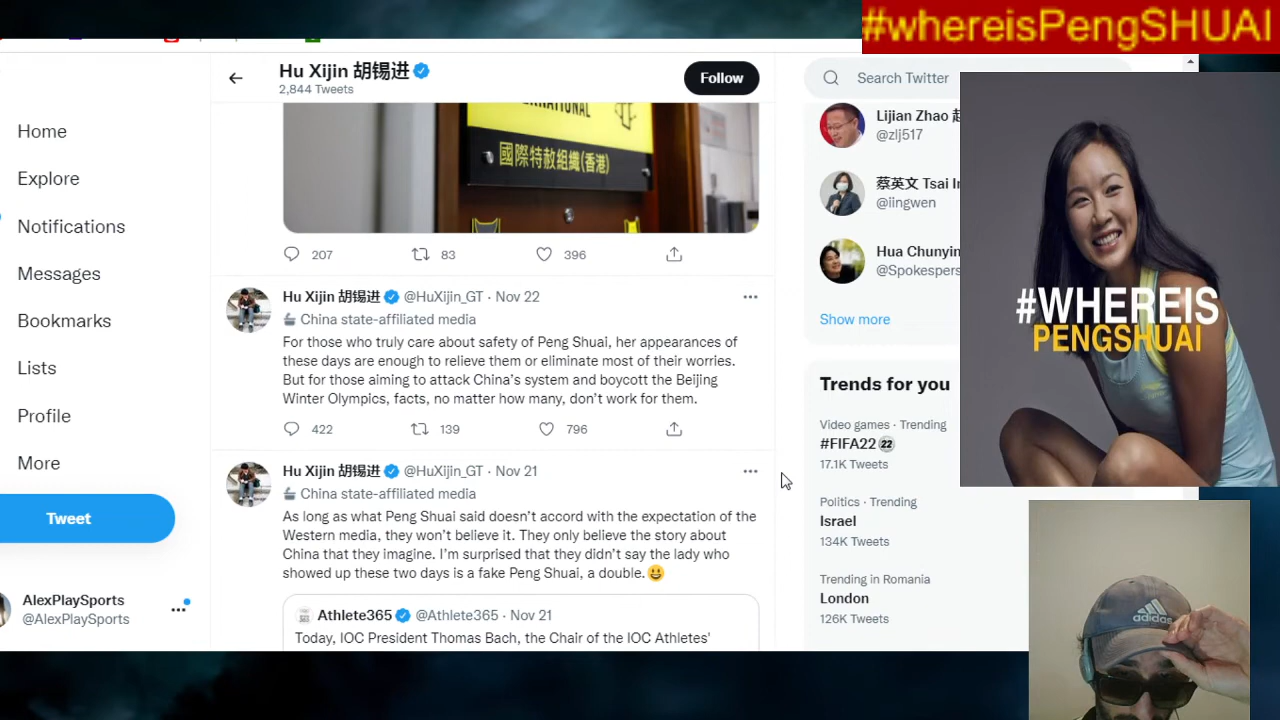 #whereisPengSHUAI
Hu Xijin 胡锡进
2,844 Tweets
Follow
Search Twitter
Home
Explore
Notifications
Messages
Bookmarks
Lists
Profile
More
Tweet
AlexPlaySports
@AlexPlaySports
國際特赦組織(香港)
207
83
396
Hu Xijin 胡锡进 @HuXijin_GT · Nov 22
China state-affiliated media
For those who truly care about safety of Peng Shuai, her appearances of
these days are enough to relieve them or eliminate most of their worries.
But for those aiming to attack China's system and boycott the Beijing
Winter Olympics, facts, no matter how many, don't work for them.
422
139
796
Hu Xijin 胡锡进 @HuXijin_GT · Nov 21
China state-affiliated media
As long as what Peng Shuai said doesn't accord with the expectation of the
Western media, they won't believe it. They only believe the story about
China that they imagine. I'm surprised that they didn't say the lady who
showed up these two days is a fake Peng Shuai, a double.😃
Athlete365 @Athlete365 · Nov 21
Today, IOC President Thomas Bach, the Chair of the IOC Athletes'
Lijian Zhao
@zlj517
蔡英文 Tsai
@iingwen
Hua Chunyin
@Spokespers
Show more
Trends for you
Video games · Trending
#FIFA22
17.1K Tweets
Politics · Trending
Israel
134K Tweets
Trending in Romania
London
126K Tweets
#WHEREIS
PENGSHUAI
adidas